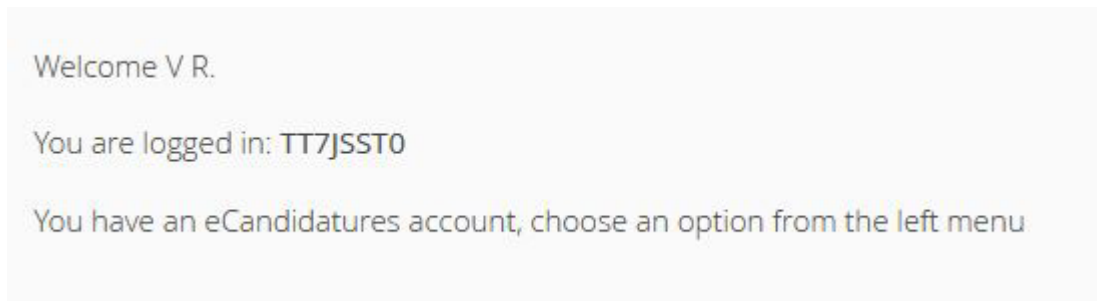 Welcome V R.
You are logged in: TT7JSST0
You have an eCandidatures account, choose an option from the left menu